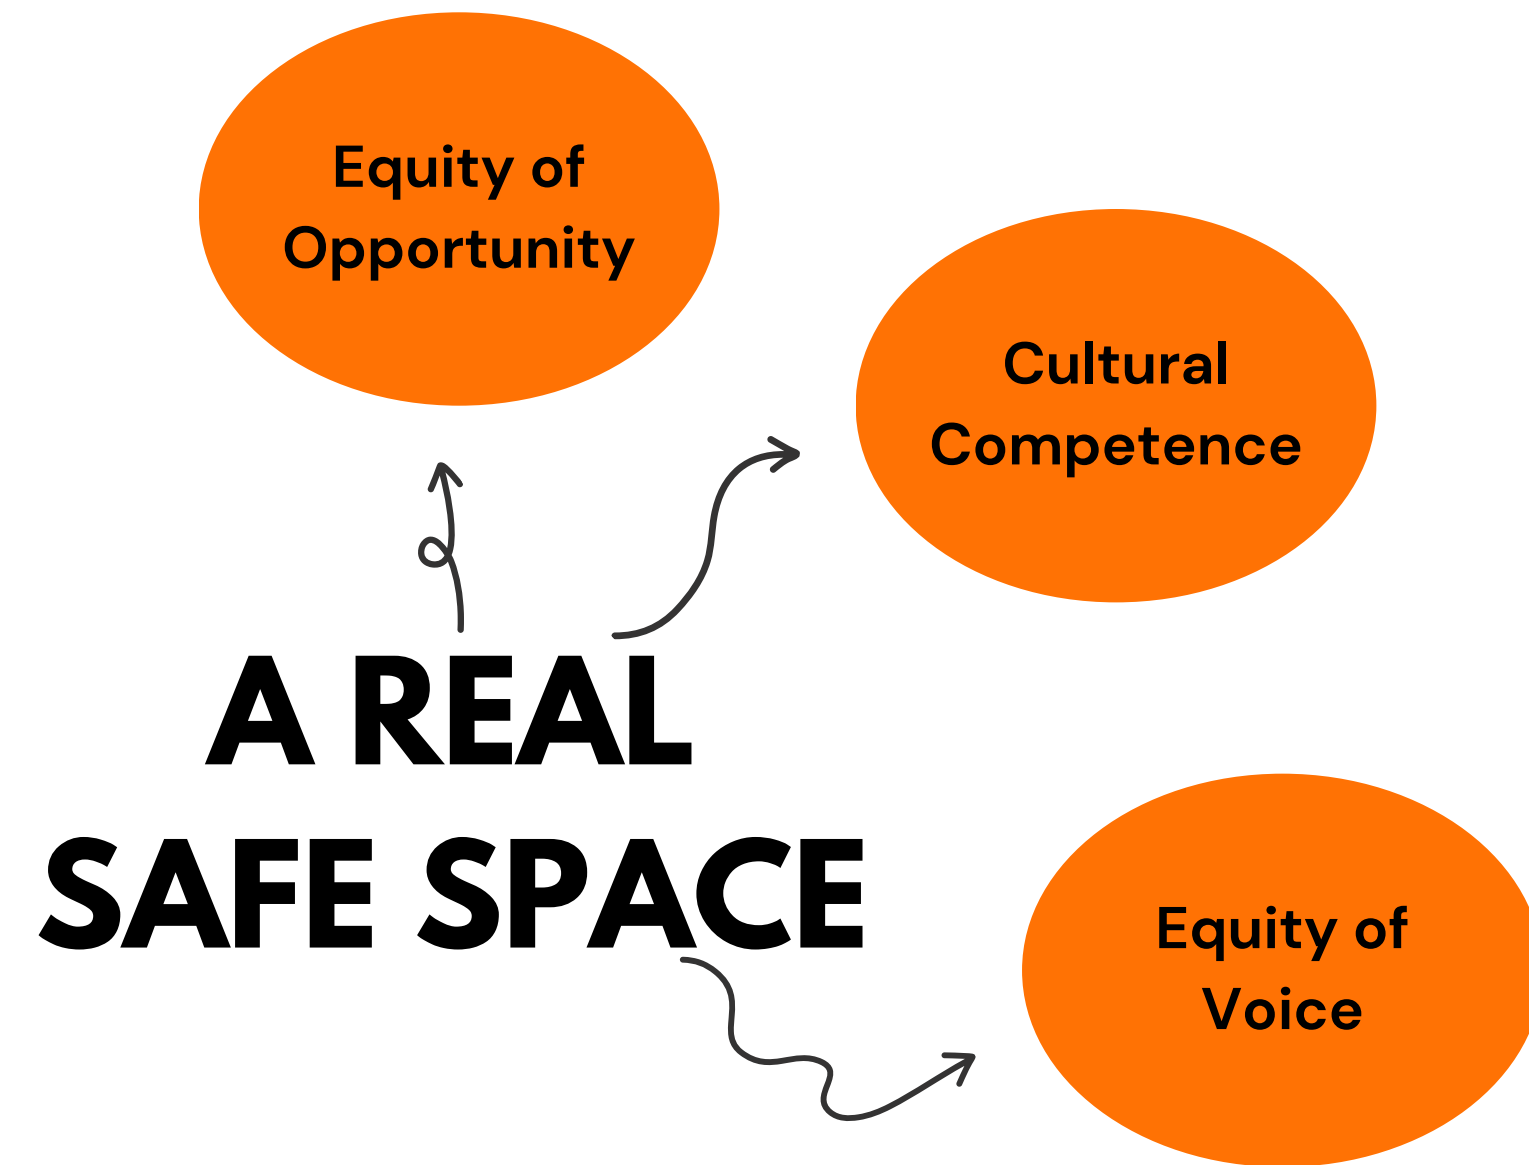 Equity of
Opportunity
Cultural
Competence
A REAL
SAFE SPACE
Equity of
Voice